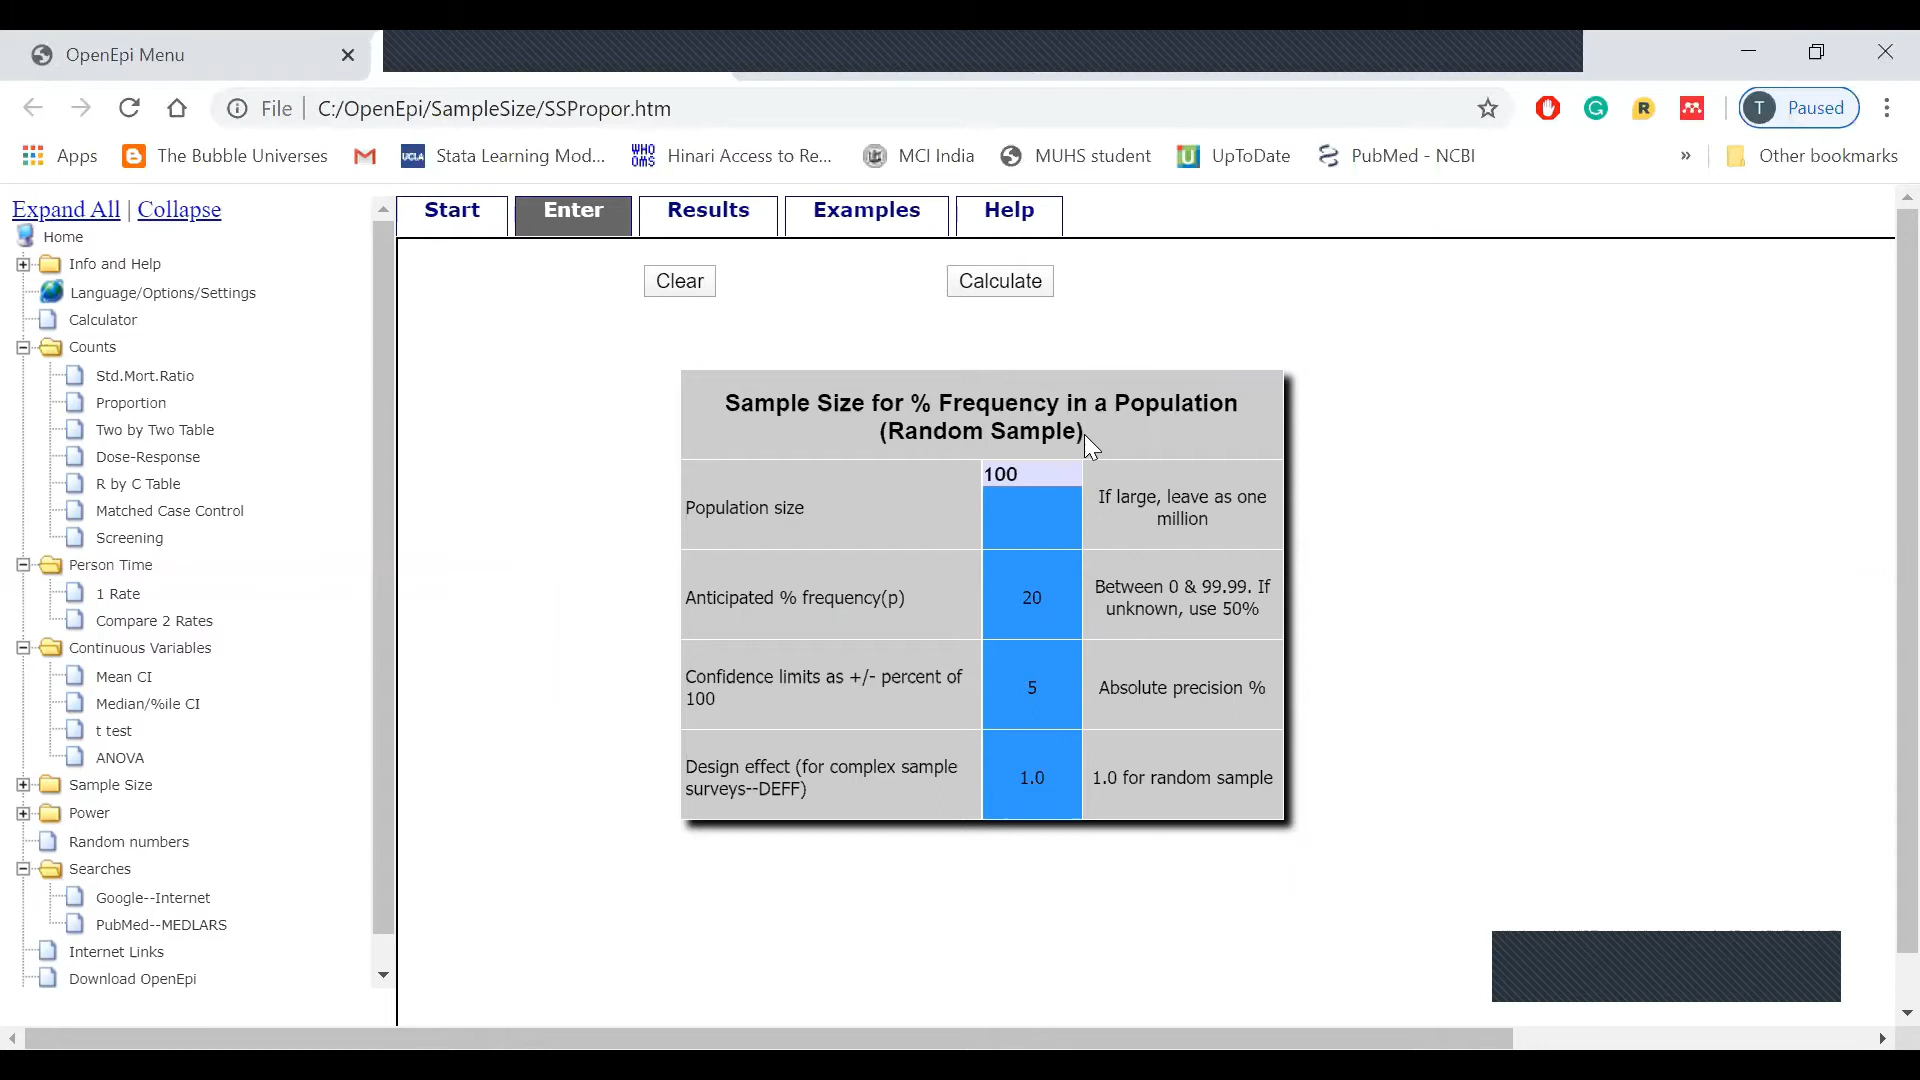 OpenEpi Menu
File
C:/OpenEpi/SampleSize/SSPropor.htm
T
Paused
Apps
The Bubble Universes
UCLA
Stata Learning Mod...
WHO
Hinari Access to Re...
MCI India
MUHS student
UpToDate
PubMed - NCBI
»
Other bookmarks
Expand All | Collapse
Home
Info and Help
Language/Options/Settings
Calculator
Counts
Std.Mort.Ratio
Proportion
Two by Two Table
Dose-Response
R by C Table
Matched Case Control
Screening
Person Time
1 Rate
Compare 2 Rates
Continuous Variables
Mean CI
Median/%ile CI
t test
ANOVA
Sample Size
Power
Random numbers
Searches
Google--Internet
PubMed--MEDLARS
Internet Links
Download OpenEpi
Start
Enter
Results
Examples
Help
Clear
Calculate
Sample Size for % Frequency in a Population
(Random Sample)
Population size
100
If large, leave as one
million
Anticipated % frequency(p)
20
Between 0 & 99.99. If
unknown, use 50%
Confidence limits as +/- percent of
100
5
Absolute precision %
Design effect (for complex sample
surveys--DEFF)
1.0
1.0 for random sample